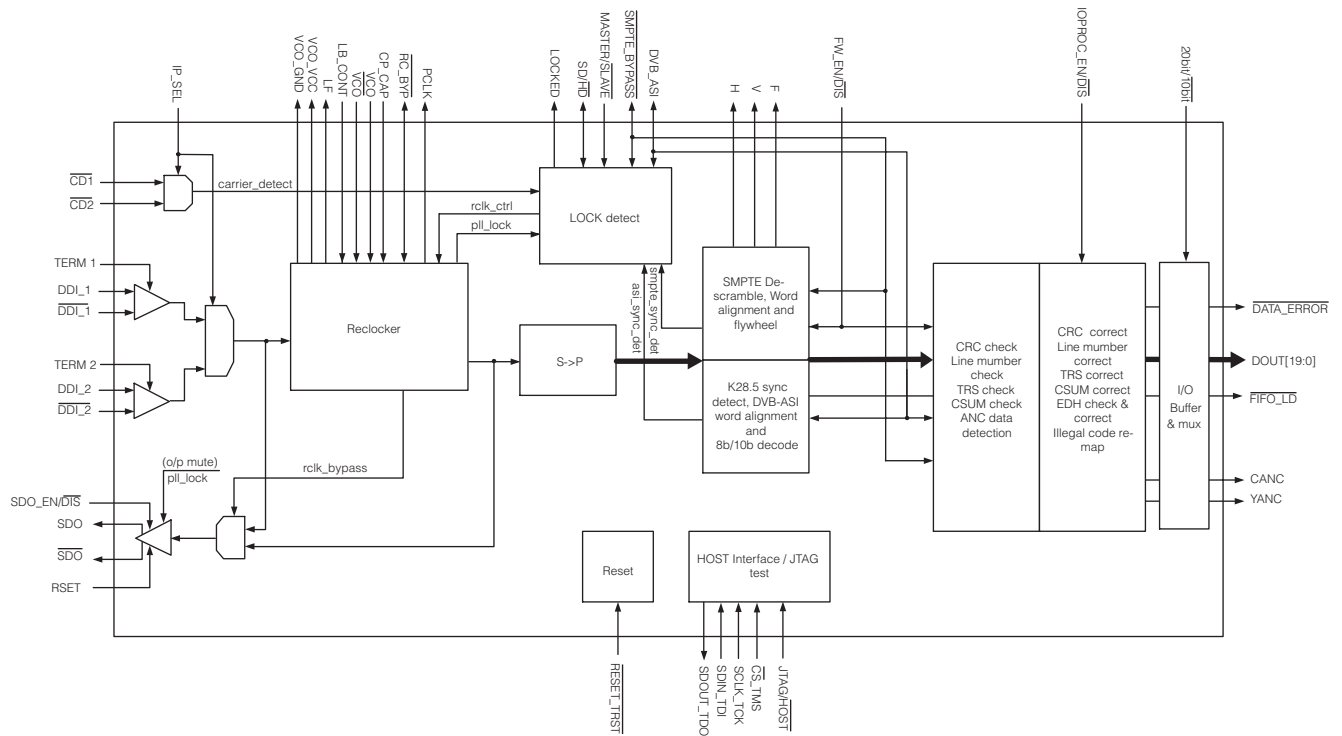 IP_SEL
VCO_GND
VCO_VCC
LF
LB_CONT
VCO
VCO
CP_CAP
RC_BYP
PCLK
LOCKED
SD/HD
MASTER/SLAVE
SMPTE_BYPASS
DVB_ASI
H
V
F
FW_EN/DIS
IOPROC_EN/DIS
20bit/10bit
CD1
CD2
carrier_detect
rclk_ctrl
pll_lock
LOCK detect
TERM 1
DDI_1
DDI_1
TERM 2
DDI_2
DDI_2
Reclocker
S->P
asi_sync_det
smpte_sync_det
SMPTE De-
scramble, Word
alignment and
flywheel
K28.5 sync
detect, DVB-ASI
word alignment
and
8b/10b decode
CRC check
Line number
check
TRS check
CSUM check
ANC data
detection
CRC correct
Line number
correct
TRS correct
CSUM correct
EDH check &
correct
Illegal code re-
map
I/O
Buffer
& mux
DATA_ERROR
DOUT[19:0]
FIFO_LD
CANC
YANC
rclk_bypass
(o/p mute)
pll_lock
SDO_EN/DIS
SDO
SDO
RSET
Reset
HOST Interface / JTAG
test
RESET_TRST
SDOUT_TDO
SDIN_TDI
SCLK_TCK
CS_TMS
JTAG/HOST